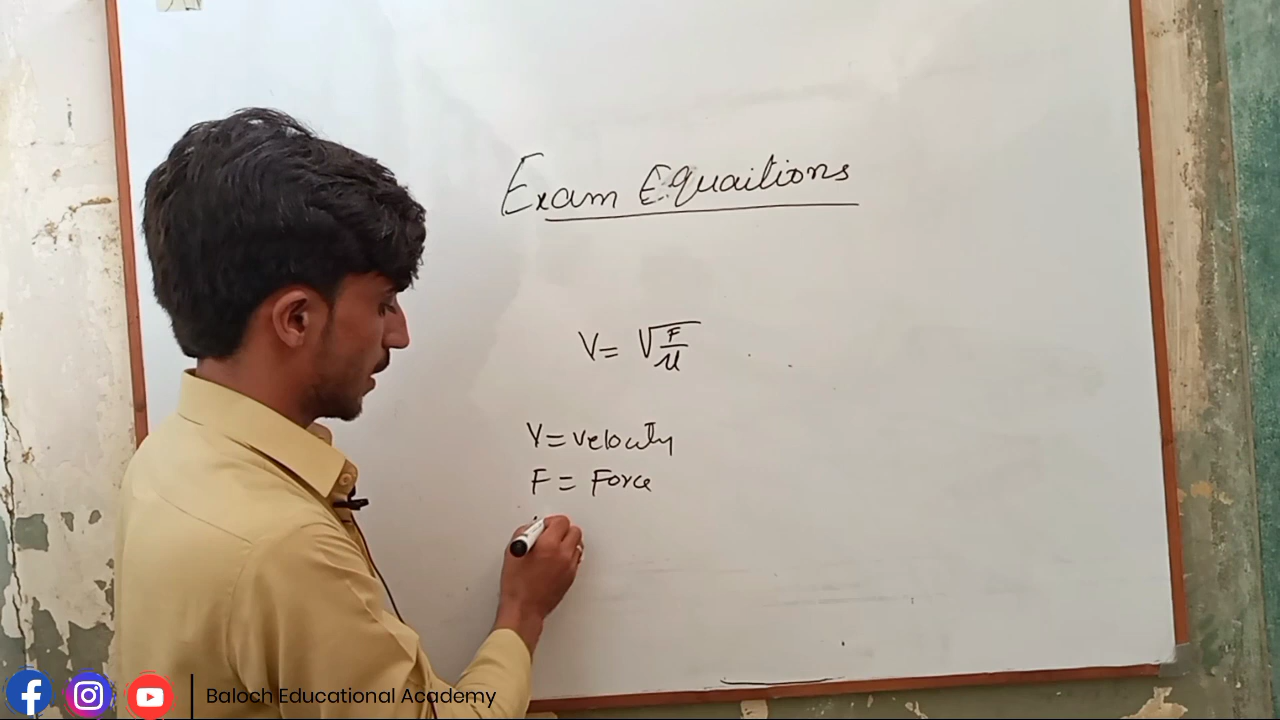 Exam Equaitions
V = √F/μ
V = velocity
F = Force
Baloch Educational Academy